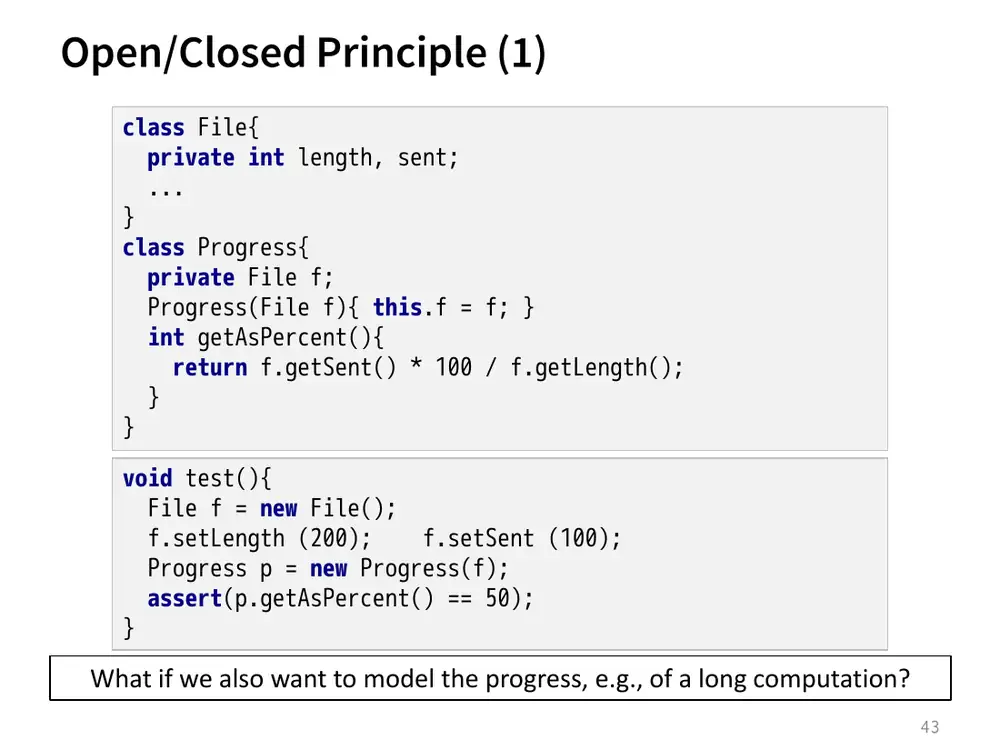 Open/Closed Principle (1)
class File{
  private int length, sent;
  ...
}
class Progress{
  private File f;
  Progress(File f){ this.f = f; }
  int getAsPercent(){
    return f.getSent() * 100 / f.getLength();
  }
}
void test(){
  File f = new File();
  f.setLength (200);    f.setSent (100);
  Progress p = new Progress(f);
  assert(p.getAsPercent() == 50);
}
What if we also want to model the progress, e.g., of a long computation?
43